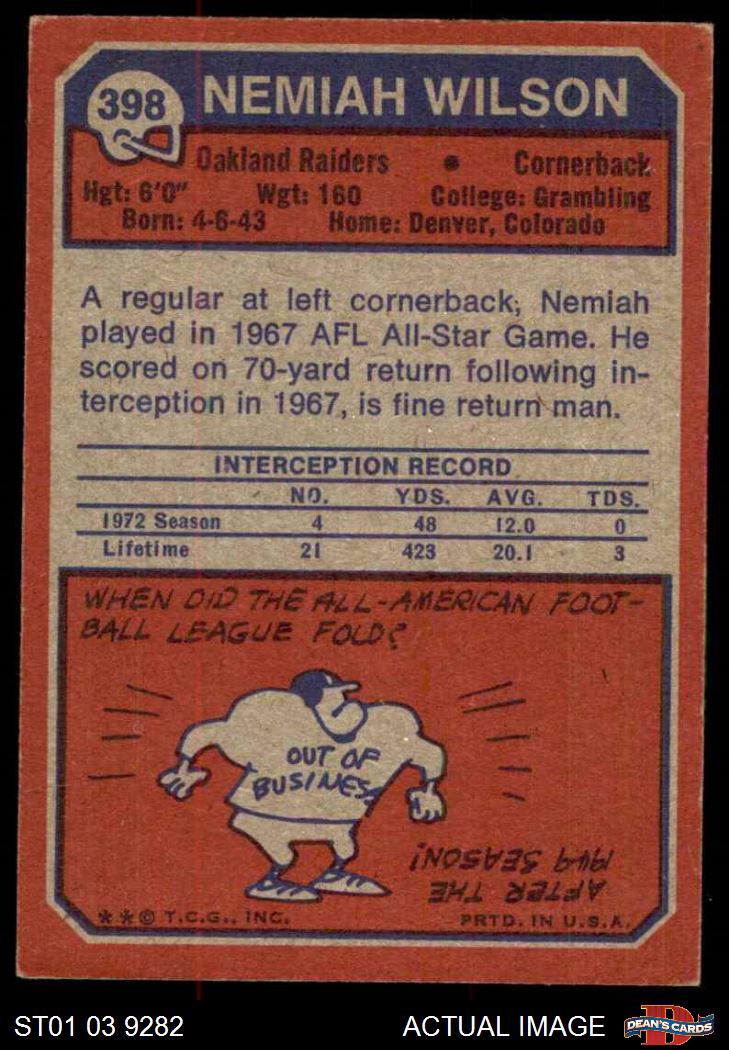 398 NEMIAH WILSON
Oakland Raiders • Cornerback
Hgt: 6'0" Wgt: 160 College: Grambling
Born: 4-6-43 Home: Denver, Colorado
A regular at left cornerback, Nemiah
played in 1967 AFL All-Star Game. He
scored on 70-yard return following in-
terception in 1967, is fine return man.
INTERCEPTION RECORD
NO. YDS. AVG. TDS.
1972 Season 4 48 12.0 0
Lifetime 21 423 20.1 3
WHEN DID THE ALL-AMERICAN FOOT-
BALL LEAGUE FOLD?
OUT OF
BUSINESS
AFTER THE
1949 SEASON!
**© T.C.G., INC. PRTD. IN U.S.A.
ST01 03 9282 ACTUAL IMAGE DEAN'S CARDS